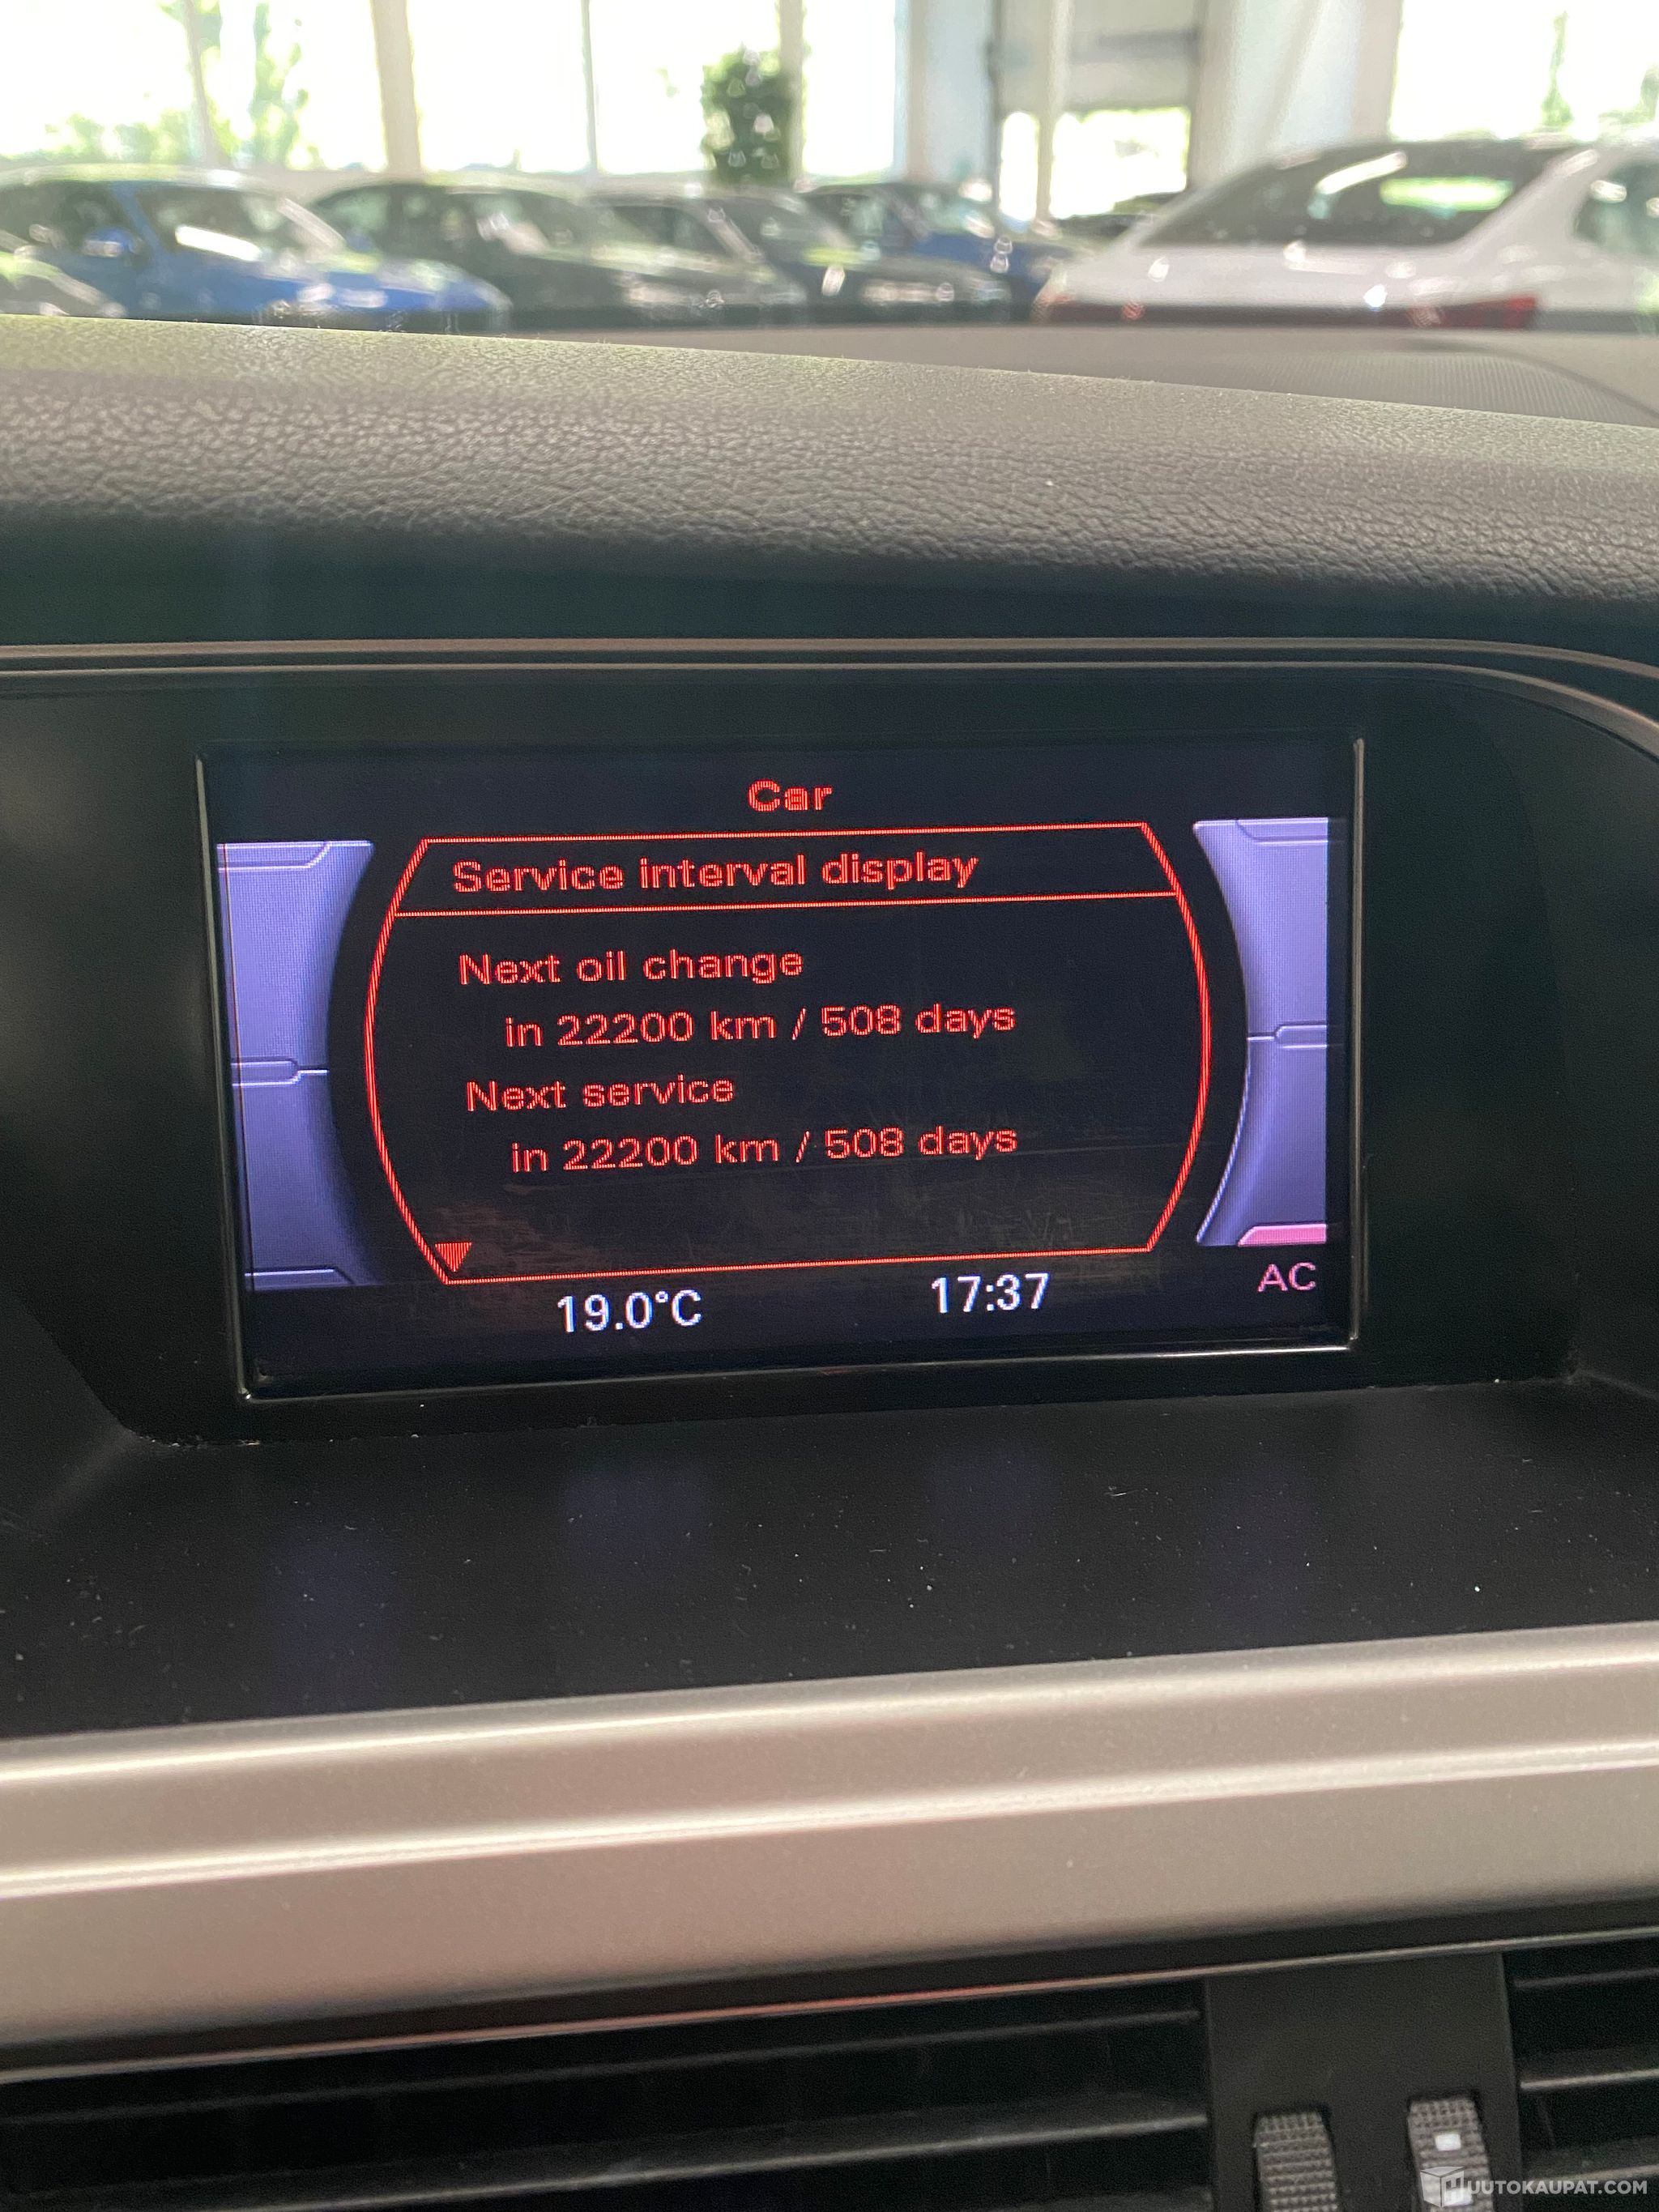 Car
Service interval display
Next oil change
in 22200 km / 508 days
Next service
in 22200 km / 508 days
19.0°C
17:37
AC
UUTOKAUPAT.COM